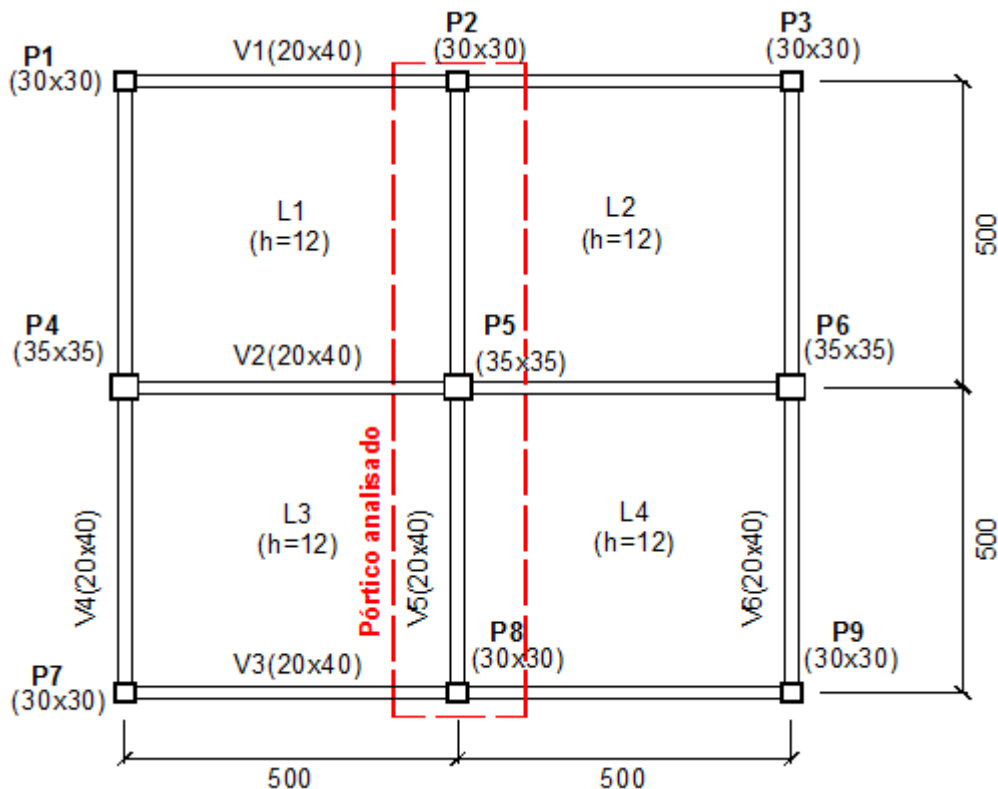 P1
(30x30)
V1(20x40)
P2
(30x30)
P3
(30x30)
L1
(h=12)
L2
(h=12)
500
P4
(35x35)
V2(20x40)
P5
(35x35)
P6
(35x35)
Pórtico analisado
L3
(h=12)
L4
(h=12)
V4(20x40)
V5(20x40)
V6(20x40)
500
P7
(30x30)
V3(20x40)
P8
(30x30)
P9
(30x30)
500
500